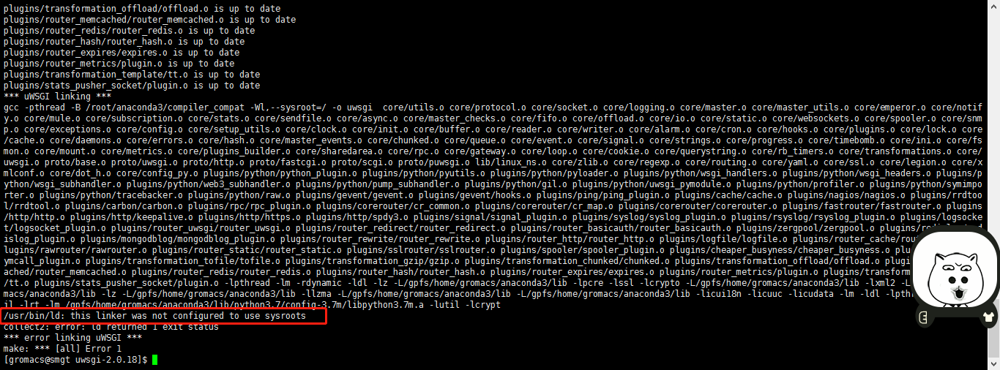 plugins/transformation_offload/offload.o is up to date
plugins/router_memcached/router_memcached.o is up to date
plugins/router_redis/router_redis.o is up to date
plugins/router_hash/router_hash.o is up to date
plugins/router_expires/expires.o is up to date
plugins/router_metrics/plugin.o is up to date
plugins/transformation_template/tt.o is up to date
plugins/stats_pusher_socket/plugin.o is up to date
*** uWSGI linking ***
gcc -pthread -B /root/anaconda3/compiler_compat -Wl,--sysroot=/ -o uwsgi  core/utils.o core/protocol.o core/socket.o core/logging.o core/master.o core/master_utils.o core/emperor.o core/notif
y.o core/mule.o core/subscription.o core/stats.o core/sendfile.o core/async.o core/master_checks.o core/fifo.o core/offload.o core/io.o core/static.o core/websockets.o core/spooler.o core/snm
p.o core/exceptions.o core/config.o core/setup_utils.o core/clock.o core/init.o core/buffer.o core/reader.o core/writer.o core/alarm.o core/cron.o core/hooks.o core/plugins.o core/lock.o core
/cache.o core/daemons.o core/errors.o core/hash.o core/master_events.o core/chunked.o core/queue.o core/event.o core/signal.o core/strings.o core/progress.o core/timebomb.o core/ini.o core/fs
mon.o core/mount.o core/metrics.o core/plugins_builder.o core/sharedarea.o core/rpc.o core/gateway.o core/loop.o core/cookie.o core/querystring.o core/rb_timers.o core/transformations.o core/
uwsgi.o proto/base.o proto/uwsgi.o proto/http.o proto/fastcgi.o proto/scgi.o proto/puwsgi.o lib/linux_ns.o core/zlib.o core/regexp.o core/routing.o core/yaml.o core/ssl.o core/legion.o core/x
mlconf.o core/dot_h.o core/config_py.o plugins/python/python_plugin.o plugins/python/pyutils.o plugins/python/pyloader.o plugins/python/wsgi_handlers.o plugins/python/wsgi_headers.o plugins/p
ython/wsgi_subhandler.o plugins/python/web3_subhandler.o plugins/python/pump_subhandler.o plugins/python/gil.o plugins/python/uwsgi_pymodule.o plugins/python/profiler.o plugins/python/symimpo
rter.o plugins/python/tracebacker.o plugins/python/raw.o plugins/gevent/gevent.o plugins/gevent/hooks.o plugins/ping/ping_plugin.o plugins/cache/cache.o plugins/nagios/nagios.o plugins/rrdtoo
l/rrdtool.o plugins/carbon/carbon.o plugins/rpc/rpc_plugin.o plugins/corerouter/cr_common.o plugins/corerouter/cr_map.o plugins/corerouter/corerouter.o plugins/fastrouter/fastrouter.o plugins
/http/http.o plugins/http/keepalive.o plugins/http/https.o plugins/http/spdy3.o plugins/signal/signal_plugin.o plugins/syslog/syslog_plugin.o plugins/rsyslog/rsyslog_plugin.o plugins/logsocke
t/logsocket_plugin.o plugins/router_uwsgi/router_uwsgi.o plugins/router_redirect/router_redirect.o plugins/router_basicauth/router_basicauth.o plugins/zergpool/zergpool.o
islog_plugin.o plugins/mongodblog/mongodblog_plugin.o plugins/router_rewrite/router_rewrite.o plugins/router_http/router_http.o plugins/logfile/logfile.o
lugins/rawrouter/rawrouter.o plugins/router_static/router_static.o plugins/sslrouter/sslrouter.o plugins/spooler/spooler_plugin.o plugins/cheaper_busyness/cheaper_busyness.o
ymcall_plugin.o plugins/transformation_tofile/tofile.o plugins/transformation_gzip/gzip.o plugins/transformation_chunked/chunked.o plugins/transformation_offload/offload.o
ached/router_memcached.o plugins/router_redis/router_redis.o plugins/router_hash/router_hash.o plugins/router_expires/expires.o plugins/router_metrics/plugin.o
/tt.o plugins/stats_pusher_socket/plugin.o -lpthread -lm -rdynamic -ldl -lz -L/gpfs/home/gromacs/anaconda3/lib -lpcre -lssl -lcrypto -L/gpfs/home/gromacs/anaconda3/lib -lxml2
macs/anaconda3/lib -lz -L/gpfs/home/gromacs/anaconda3/lib -llzma -L/gpfs/home/gromacs/anaconda3/lib -L/gpfs/home/gromacs/anaconda3/lib -licui18n -licuuc -licudata -lm -ldl
il -lrt -lm /gpfs/home/gromacs/anaconda3/lib/python3.7/config-3.7m/libpython3.7m.a -lutil -lcrypt
/usr/bin/ld: this linker was not configured to use sysroots
collect2: error: ld returned 1 exit status
*** error linking uWSGI ***
make: *** [all] Error 1
[gromacs@smgt uwsgi-2.0.18]$